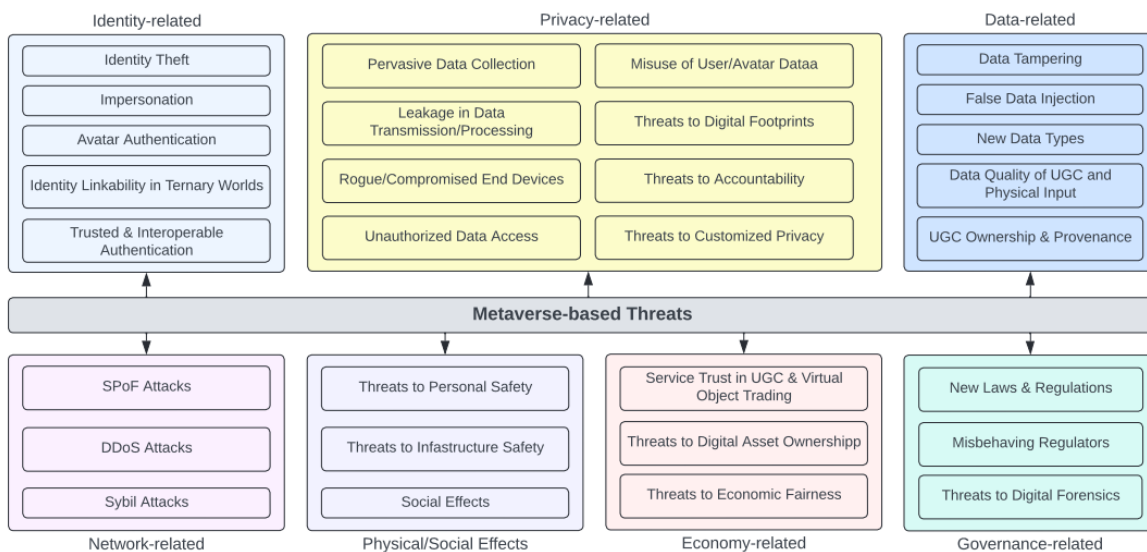 Identity-related
Identity Theft
Impersonation
Avatar Authentication
Identity Linkability in Ternary Worlds
Trusted & Interoperable
Authentication
Privacy-related
Pervasive Data Collection
Misuse of User/Avatar Dataa
Leakage in Data
Transmission/Processing
Threats to Digital Footprints
Rogue/Compromised End Devices
Threats to Accountability
Unauthorized Data Access
Threats to Customized Privacy
Data-related
Data Tampering
False Data Injection
New Data Types
Data Quality of UGC and
Physical Input
UGC Ownership & Provenance
Metaverse-based Threats
SPoF Attacks
DDoS Attacks
Sybil Attacks
Network-related
Threats to Personal Safety
Threats to Infastructure Safety
Social Effects
Physical/Social Effects
Service Trust in UGC & Virtual
Object Trading
Threats to Digital Asset Ownershipp
Threats to Economic Fairness
Economy-related
New Laws & Regulations
Misbehaving Regulators
Threats to Digital Forensics
Governance-related